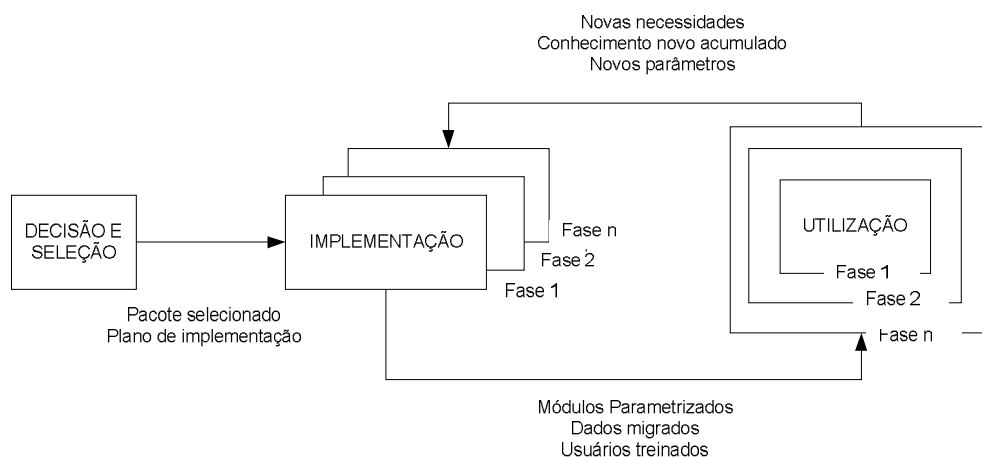 Novas necessidades
Conhecimento novo acumulado
Novos parâmetros
DECISÃO E
SELEÇÃO
IMPLEMENTAÇÃO
Fase n
Fase 2
Fase 1
UTILIZAÇÃO
Fase 1
Fase 2
Fase n
Pacote selecionado
Plano de implementação
Módulos Parametrizados
Dados migrados
Usuários treinados